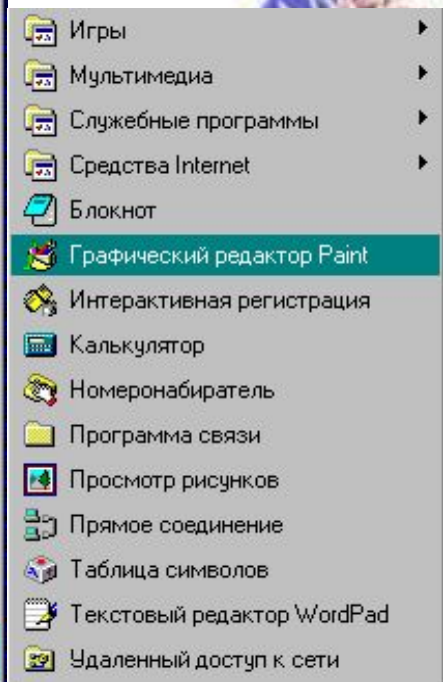 Игры
Мультимедиа
Служебные программы
Средства Internet
Блокнот
Графический редактор Paint
Интерактивная регистрация
Калькулятор
Номеронабиратель
Программа связи
Просмотр рисунков
Прямое соединение
Таблица символов
Текстовый редактор WordPad
Удаленный доступ к сети